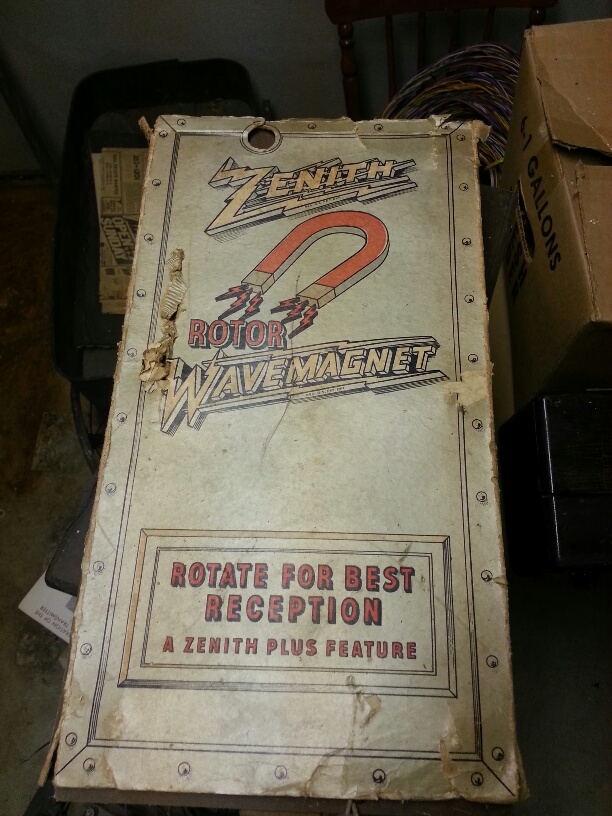 ZENITH
ROTOR
WAVEMAGNET
ROTATE FOR BEST
RECEPTION
A ZENITH PLUS FEATURE
GALLONS